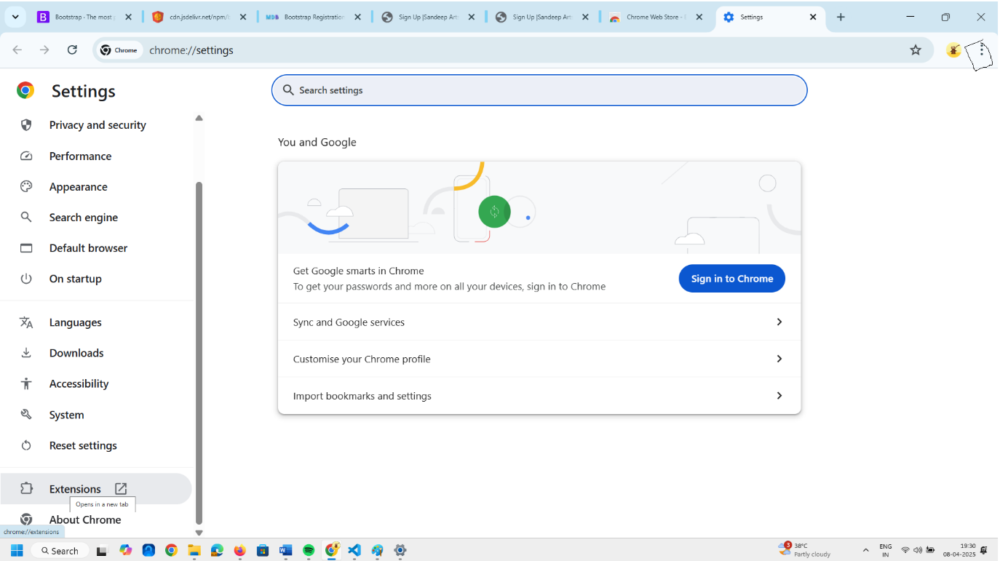 Bootstrap · The most p
cdn.jsdelivr.net/npm/
MDB Bootstrap Registration
Sign Up |Sandeep Art
Sign Up |Sandeep Art
Chrome Web Store - E
Settings
Chrome
chrome://settings
Settings
Search settings
Privacy and security
Performance
Appearance
Search engine
Default browser
On startup
Languages
Downloads
Accessibility
System
Reset settings
Extensions
Opens in a new tab
About Chrome
chrome://extensions
You and Google
Get Google smarts in Chrome
To get your passwords and more on all your devices, sign in to Chrome
Sign in to Chrome
Sync and Google services
Customise your Chrome profile
Import bookmarks and settings
Search
3
38°C
Partly cloudy
ENG
IN
19:30
08-04-2025